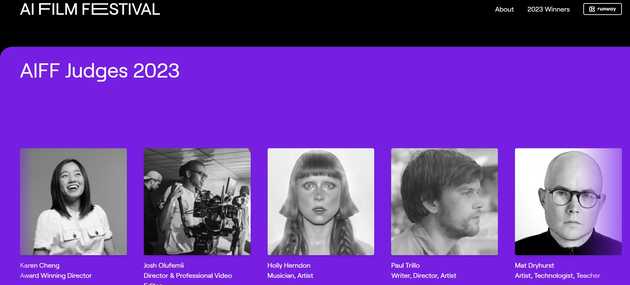 AI FILM FESTIVAL
About 2023 Winners runway
AIFF Judges 2023
Karen Cheng
Award Winning Director
Josh Olufemii
Director & Professional Video
Editor
Holly Herndon
Musician, Artist
Paul Trillo
Writer, Director, Artist
Mat Dryhurst
Artist, Technologist, Teacher